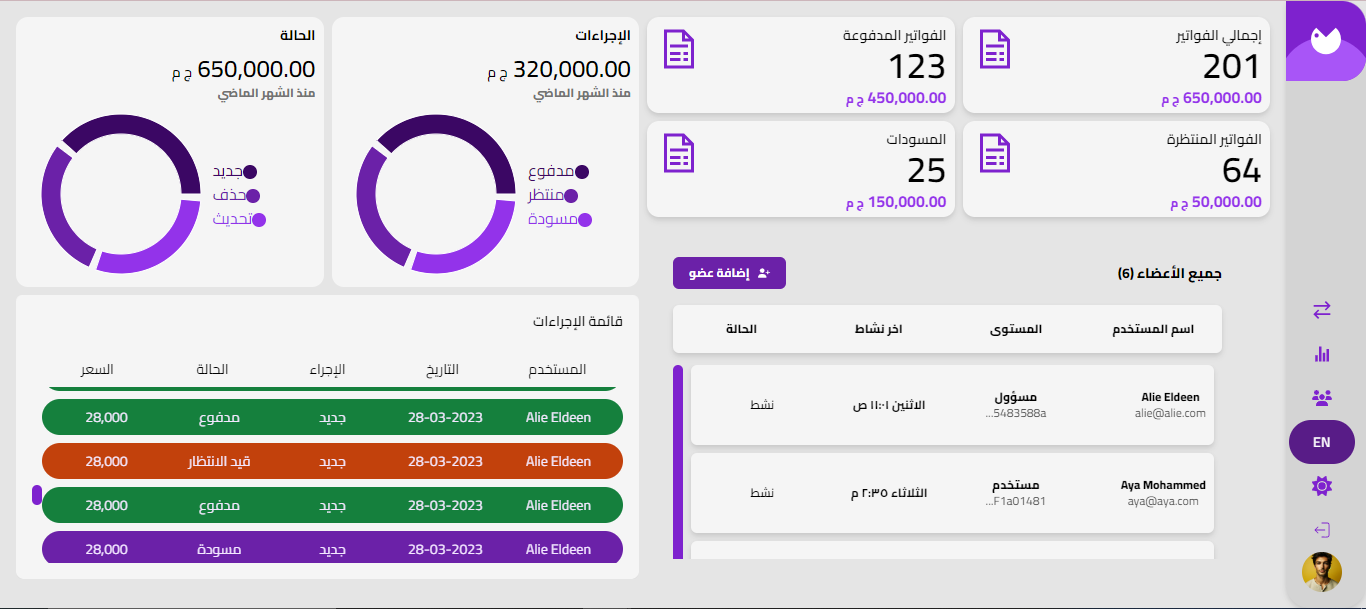 إجمالي الفواتير
201
650,000.00 ج م
الفواتير المدفوعة
123
450,000.00 ج م
الفواتير المنتظرة
64
50,000.00 ج م
المسودات
25
150,000.00 ج م
الإجراءات
320,000.00 ج م
منذ الشهر الماضي
مدفوع
منتظر
مسودة
الحالة
650,000.00 ج م
منذ الشهر الماضي
جديد
حذف
تحديث
جميع الأعضاء (6)
إضافة عضو
اسم المستخدم المستوى اخر نشاط الحالة
Alie Eldeen مسؤول الاثنين ١١:٠١ ص نشط
alie@alie.com ...5483588a
Aya Mohammed مستخدم الثلاثاء ٢:٣٥ م نشط
aya@aya.com ...F1a01481
قائمة الإجراءات
المستخدم التاريخ الإجراء الحالة السعر
Alie Eldeen 28-03-2023 جديد مدفوع 28,000
Alie Eldeen 28-03-2023 جديد قيد الانتظار 28,000
Alie Eldeen 28-03-2023 جديد مدفوع 28,000
Alie Eldeen 28-03-2023 جديد مسودة 28,000
EN